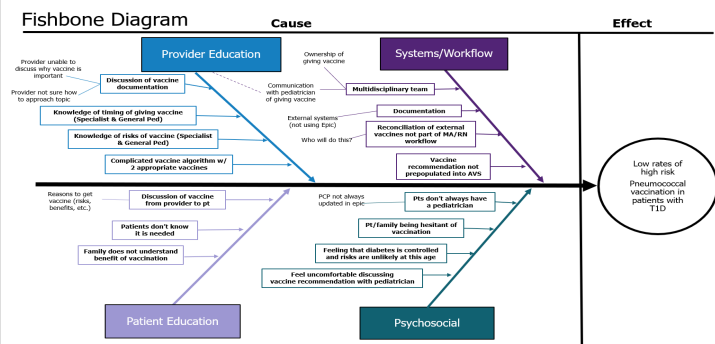 Fishbone Diagram
Cause
Effect
Provider Education
Systems/Workflow
Provider unable to
discuss why vaccine is
important
Provider not sure how
to approach topic
Discussion of vaccine
documentation
Knowledge of timing of giving vaccine
(Specialist & General Ped)
Knowledge of risks of vaccine (Specialist
& General Ped)
Complicated vaccine algorithm w/
2 appropriate vaccines
Ownership of
giving vaccine
Communication
with pediatrician
of giving vaccine
Multidisciplinary team
External systems
(not using Epic)
Documentation
Who will do this?
Reconciliation of external
vaccines not part of MA/RN
workflow
Vaccine
recommendation not
prepopulated into AVS
Low rates of
high risk
Pneumococcal
vaccination in
patients with
T1D
Reasons to get
vaccine (risks,
benefits, etc.)
Discussion of vaccine
from provider to pt
Patients don't know
it is needed
Family does not understand
benefit of vaccination
PCP not always
updated in epic
Pts don't always have
a pediatrician
Pt/family being hesitant of
vaccination
Feeling that diabetes is controlled
and risks are unlikely at this age
Feel uncomfortable discussing
vaccine recommendation with pediatrician
Patient Education
Psychosocial